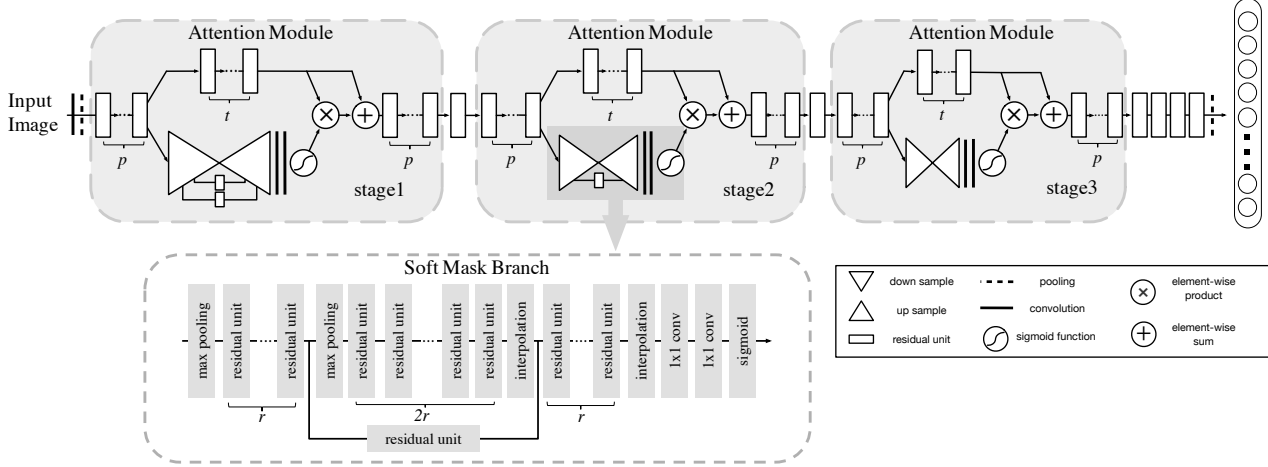 Attention Module
Attention Module
Attention Module
Input
Image
p
t
p
stage1
p
t
p
stage2
p
t
p
stage3
Soft Mask Branch
max pooling
residual unit
residual unit
max pooling
residual unit
residual unit
residual unit
residual unit
interpolation
residual unit
residual unit
interpolation
1x1 conv
1x1 conv
sigmoid
r
2r
r
residual unit
down sample
pooling
element-wise
product
up sample
convolution
residual unit
sigmoid function
element-wise
sum